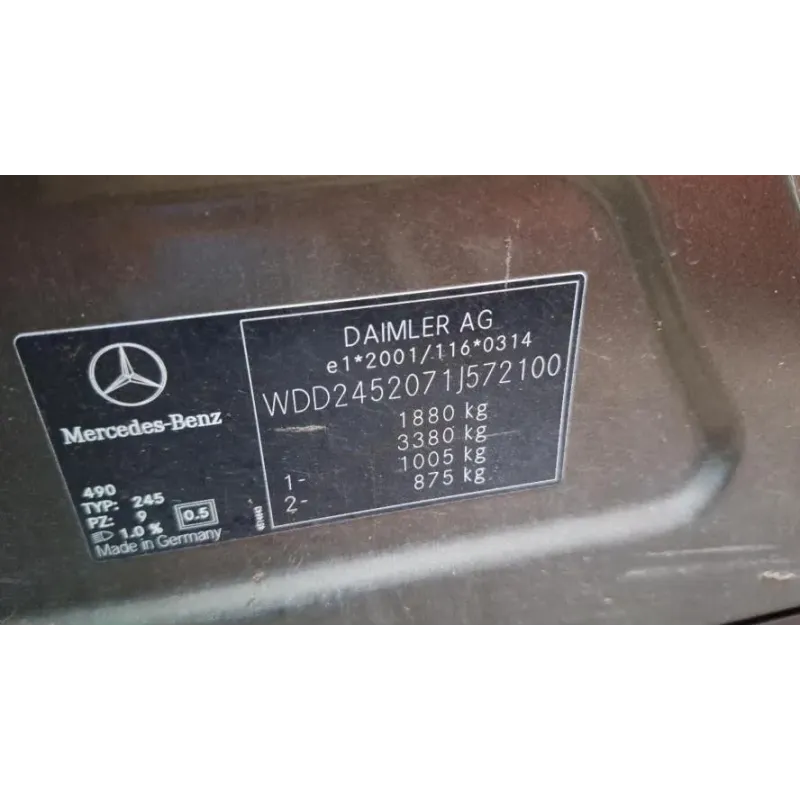 Mercedes-Benz
490
TYP: 245
PZ: 9
0.5
1.0 %
Made in Germany
DAIMLER AG
e1*2001/116*0314
WDD2452071J572100
1880 kg
3380 kg
1- 1005 kg
2- 875 kg